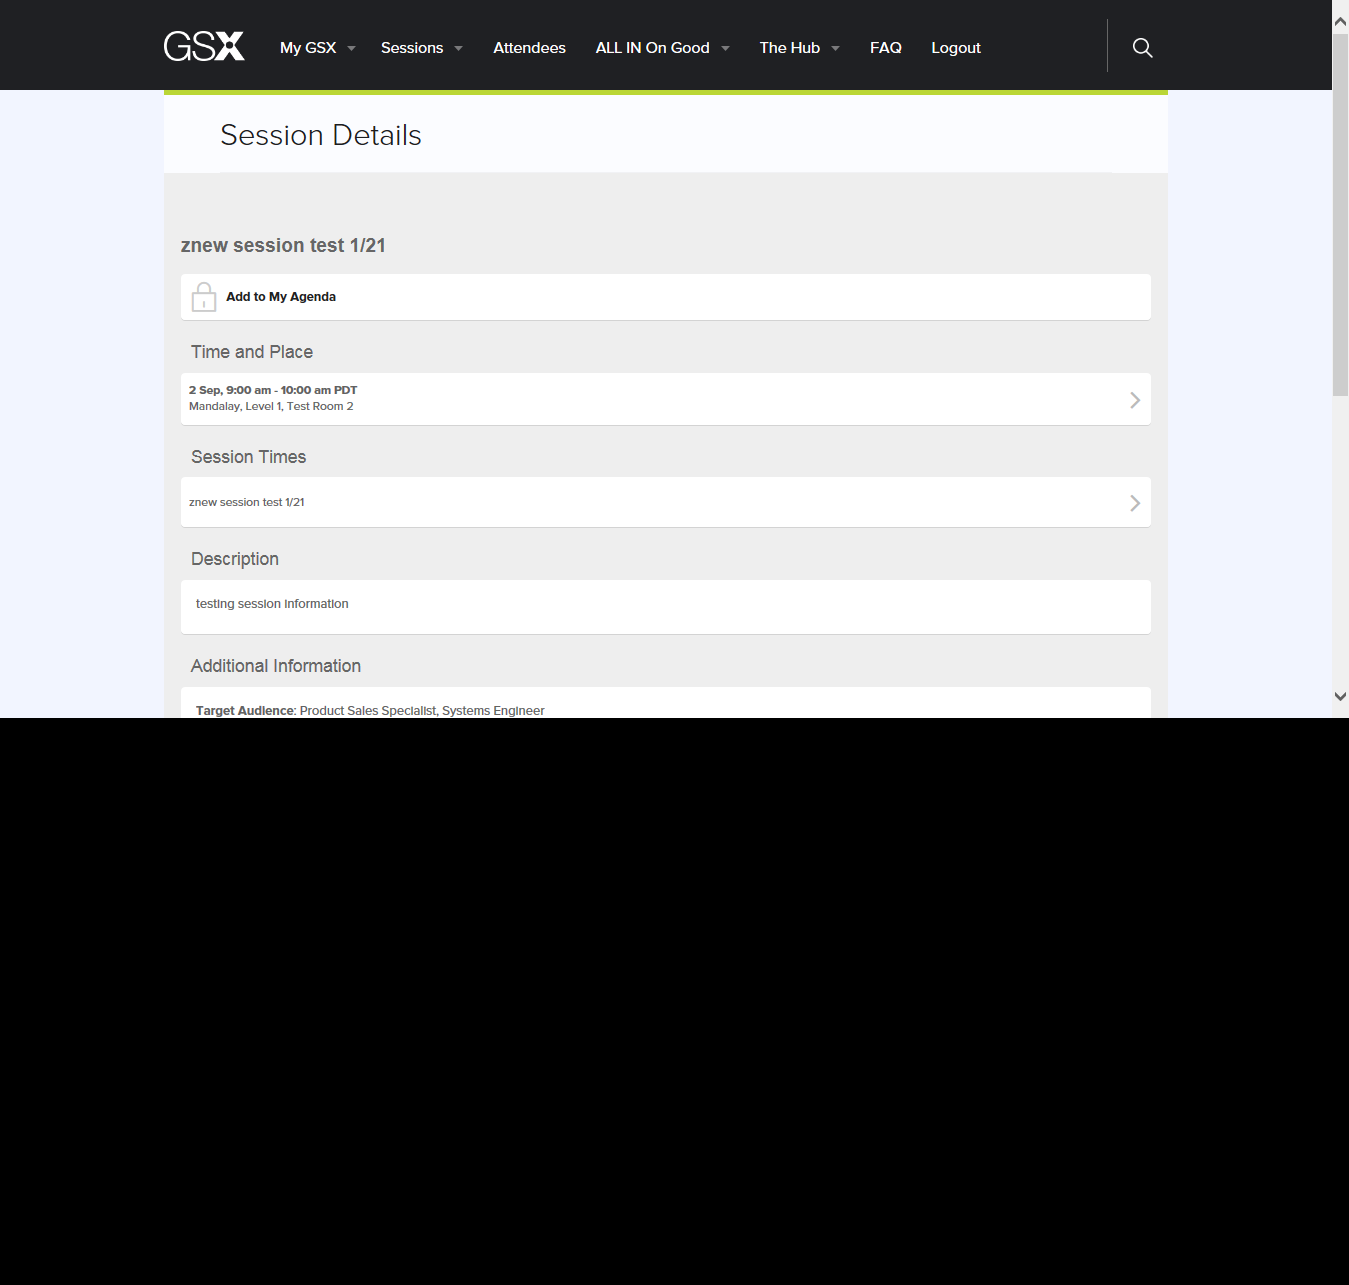 GSX My GSX Sessions Attendees ALL IN On Good The Hub FAQ Logout
Session Details
znew session test 1/21
Add to My Agenda
Time and Place
2 Sep, 9:00 am - 10:00 am PDT
Mandalay, Level 1, Test Room 2
Session Times
znew session test 1/21
Description
testing session information
Additional Information
Target Audience: Product Sales Specialist, Systems Engineer